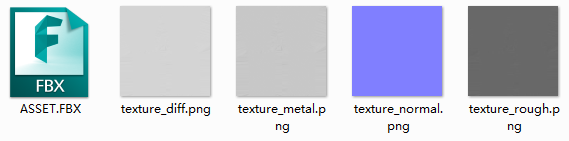 FBX
ASSET.FBX
texture_diff.png
texture_metal.p
ng
texture_normal.
png
texture_rough.p
ng